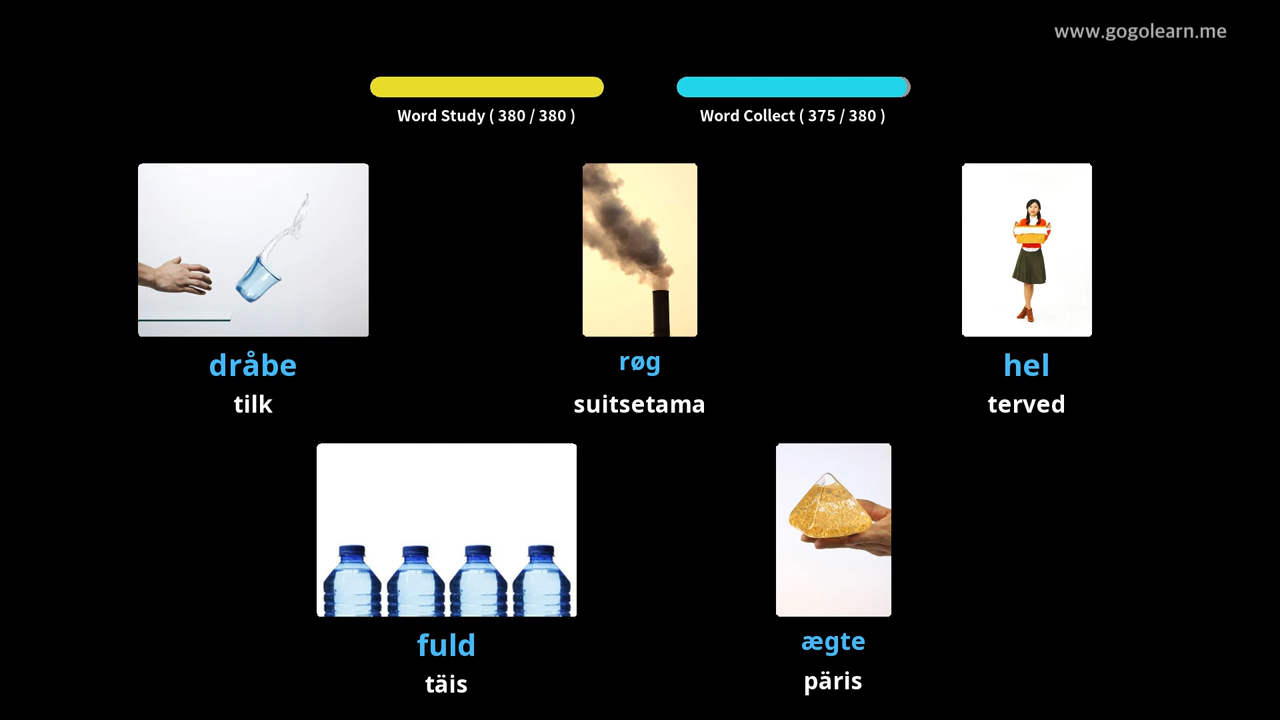 www.gogolearn.me
Word Study ( 380 / 380 )
Word Collect ( 375 / 380 )
dråbe
tilk
røg
suitsetama
hel
terved
fuld
täis
ægte
päris